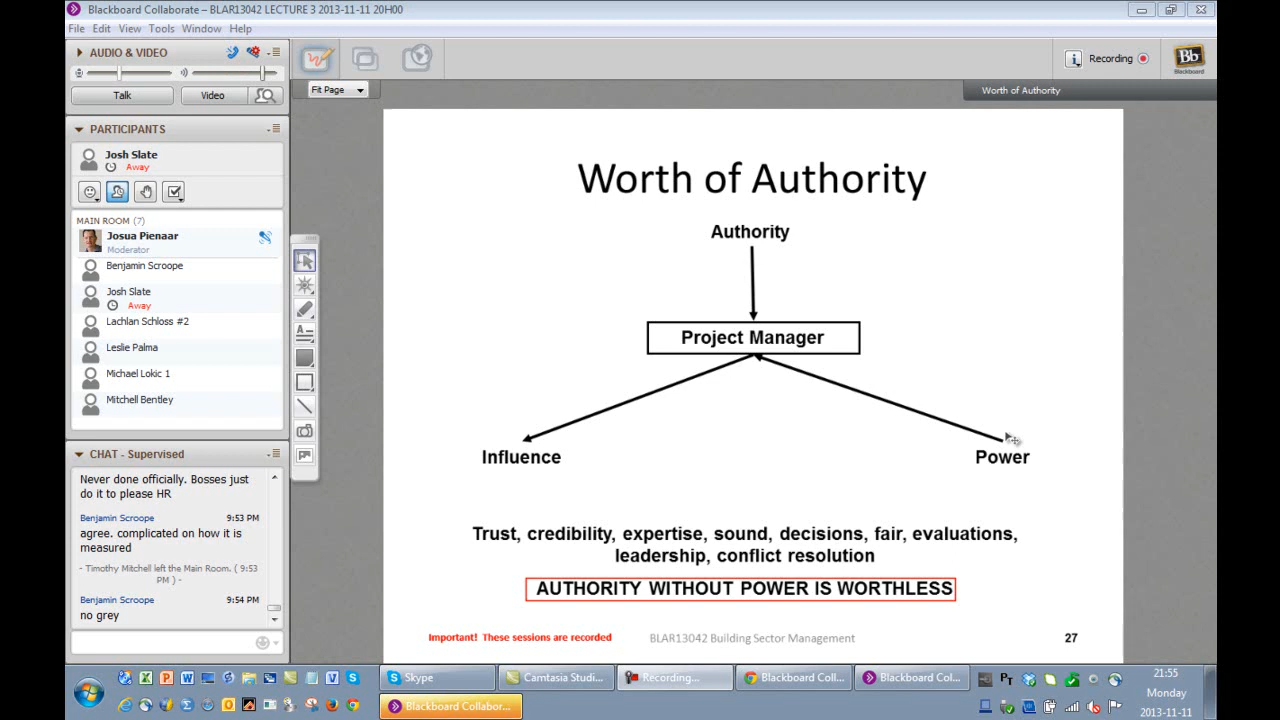 Blackboard Collaborate – BLAR13042 LECTURE 3 2013-11-11 20H00
File Edit View Tools Window Help
AUDIO & VIDEO
Talk Video
PARTICIPANTS
Josh Slate
Away
MAIN ROOM (7)
Josua Pienaar
Moderator
Benjamin Scroope
Josh Slate
Away
Lachlan Schloss #2
Leslie Palma
Michael Lokic 1
Mitchell Bentley
CHAT - Supervised
Never done officially. Bosses just
do it to please HR
Benjamin Scroope 9:53 PM
agree. complicated on how it is
measured
- Timothy Mitchell left the Main Room. ( 9:53
PM ) -
Benjamin Scroope 9:54 PM
no grey
Recording
Bb
Blackboard
Fit Page
Worth of Authority
Worth of Authority
Authority
Project Manager
Influence
Power
Trust, credibility, expertise, sound, decisions, fair, evaluations,
leadership, conflict resolution
AUTHORITY WITHOUT POWER IS WORTHLESS
Important! These sessions are recorded
BLAR13042 Building Sector Management
27
Skype
Camtasia Studi...
Recording...
Blackboard Coll...
Blackboard Col...
Blackboard Collabor...
21:55
Monday
2013-11-11